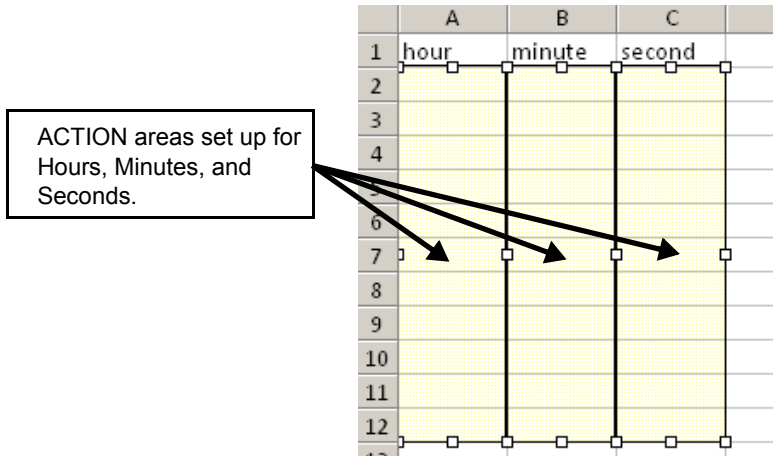 A B C
1 hour minute second
2
3
ACTION areas set up for
Hours, Minutes, and
Seconds.
4
5
6
7
8
9
10
11
12